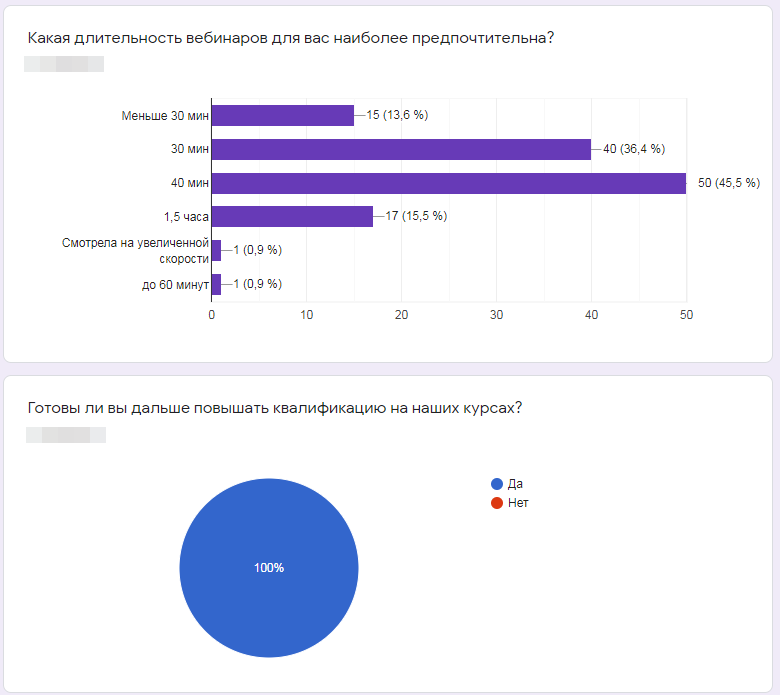 Какая длительность вебинаров для вас наиболее предпочтительна?
Меньше 30 мин 15 (13,6 %)
30 мин 40 (36,4 %)
40 мин 50 (45,5 %)
1,5 часа 17 (15,5 %)
Смотрела на увеличенной
скорости 1 (0,9 %)
до 60 минут 1 (0,9 %)
0 10 20 30 40 50
Готовы ли вы дальше повышать квалификацию на наших курсах?
Да
Нет
100%